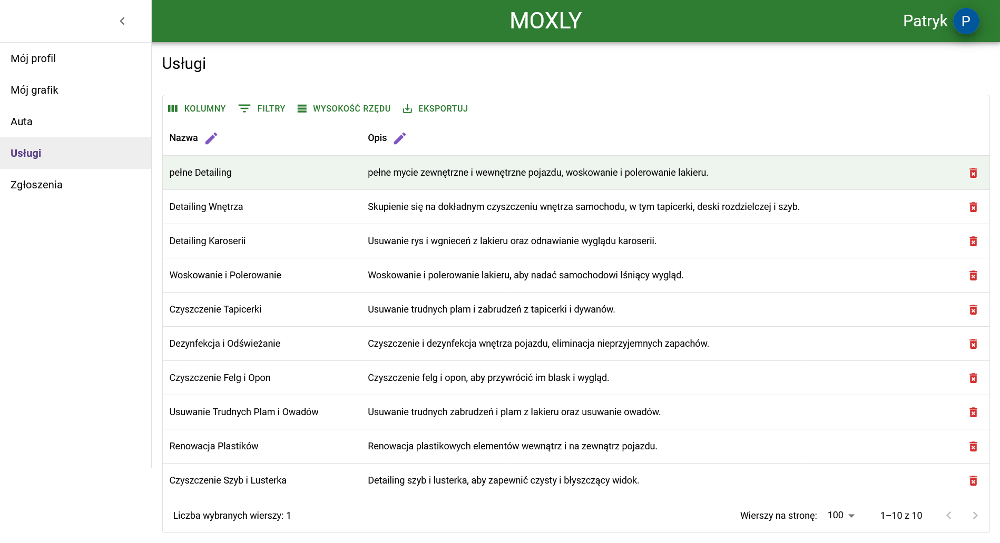 MOXLY
Patryk P
Mój profil
Mój grafik
Auta
Usługi
Zgłoszenia
Usługi
KOLUMNY FILTRY WYSOKOŚĆ RZĘDU EKSPORTUJ
Nazwa Opis
pełne Detailing pełne mycie zewnętrzne i wewnętrzne pojazdu, woskowanie i polerowanie lakieru.
Detailing Wnętrza Skupienie się na dokładnym czyszczeniu wnętrza samochodu, w tym tapicerki, deski rozdzielczej i szyb.
Detailing Karoserii Usuwanie rys i wgnieceń z lakieru oraz odnawianie wyglądu karoserii.
Woskowanie i Polerowanie Woskowanie i polerowanie lakieru, aby nadać samochodowi lśniący wygląd.
Czyszczenie Tapicerki Usuwanie trudnych plam i zabrudzeń z tapicerki i dywanów.
Dezynfekcja i Odświeżanie Czyszczenie i dezynfekcja wnętrza pojazdu, eliminacja nieprzyjemnych zapachów.
Czyszczenie Felg i Opon Czyszczenie felg i opon, aby przywrócić im blask i wygląd.
Usuwanie Trudnych Plam i Owadów Usuwanie trudnych zabrudzeń i plam z lakieru oraz usuwanie owadów.
Renowacja Plastików Renowacja plastikowych elementów wewnątrz i na zewnątrz pojazdu.
Czyszczenie Szyb i Lusterka Detailing szyb i lusterka, aby zapewnić czysty i błyszczący widok.
Liczba wybranych wierszy: 1 Wierszy na stronę: 100 1–10 z 10